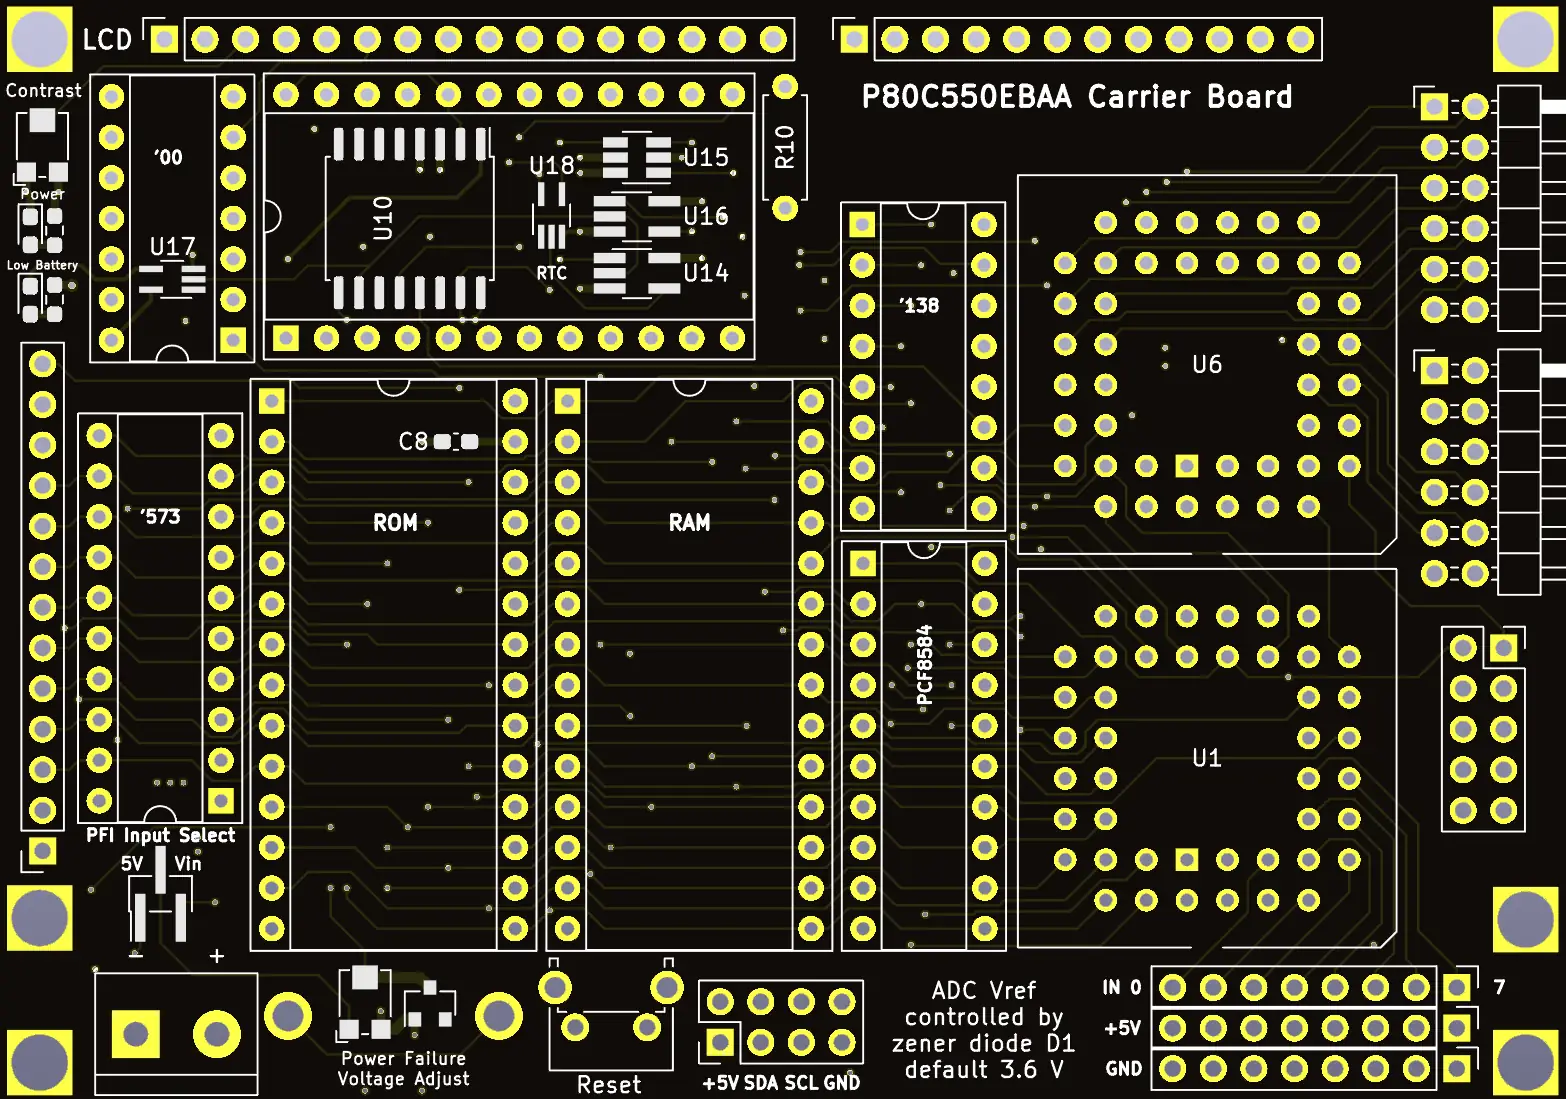 LCD
P80C550EBAA Carrier Board
Contrast
'00
U15
R10
U18
U10
U16
Power
U17
RTC
U14
Low Battery
'138
U6
C8
'573
ROM
RAM
PCF8584
U1
PFI Input Select
5V Vin
- +
ADC Vref
controlled by
zener diode D1
default 3.6 V
IN 0
7
+5V
GND
Power Failure
Voltage Adjust
Reset
+5V SDA SCL GND